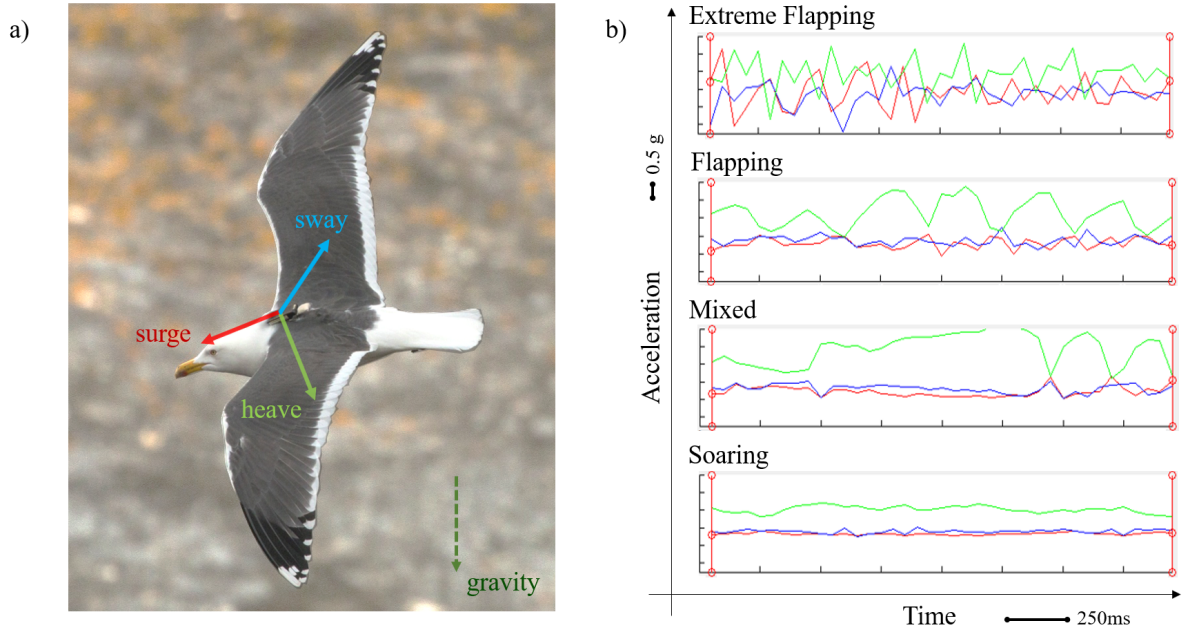 a)
sway
surge
heave
gravity
b)
Extreme Flapping
Flapping
Mixed
Soaring
Acceleration
0.5 g
Time
250ms